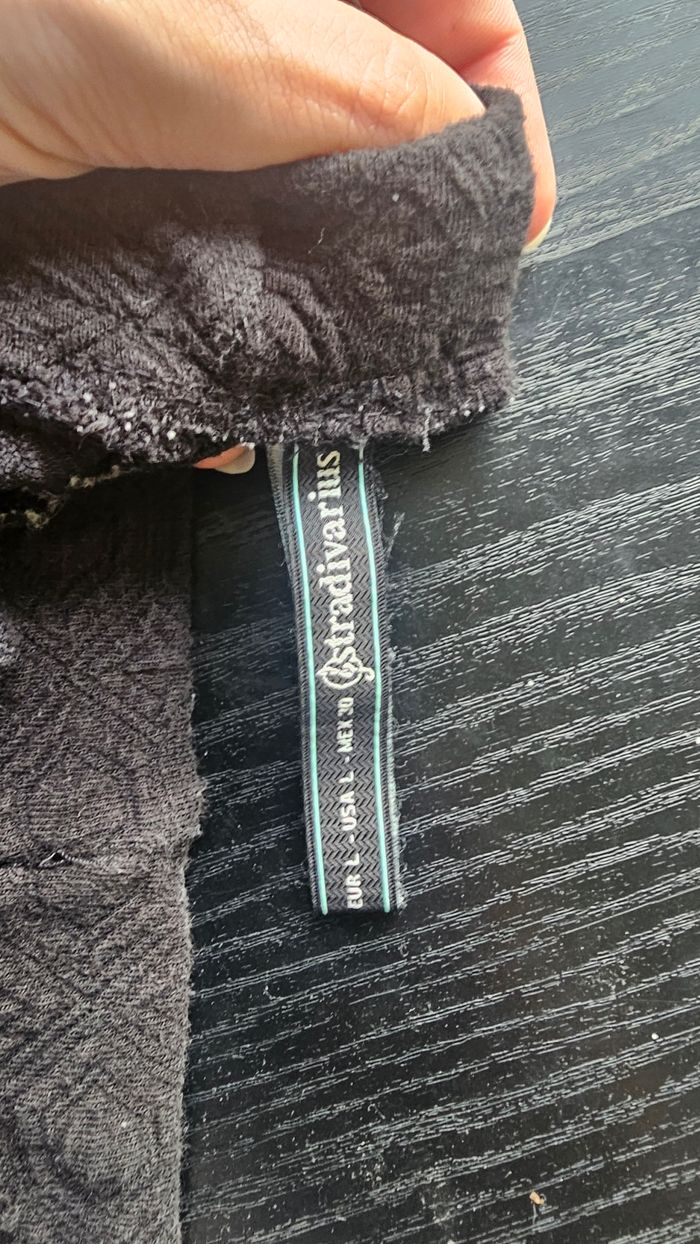 stradivarius
EUR L - USA L - MEX 30